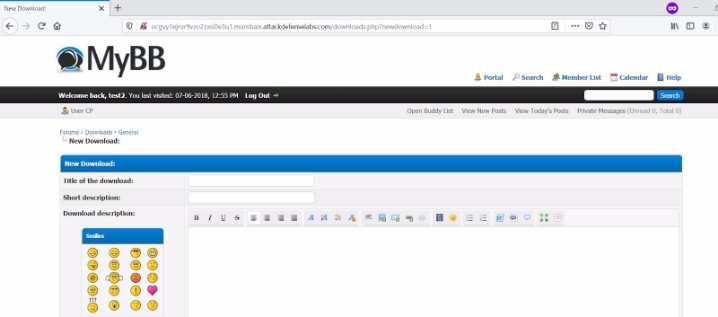 New Download:
attackdefenselabs.com/downloads.php?newdownload=1
MyBB
Portal Search Member List Calendar Help
Welcome back, test2. You last visited: 07-06-2018, 12:55 PM Log Out
Search
User CP Open Buddy List View New Posts View Today's Posts Private Messages (Unread 0, Total 0)
Forums › Downloads › General
New Download:
New Download:
Title of the download:
Short description:
Download description:
B I U S
Smilies